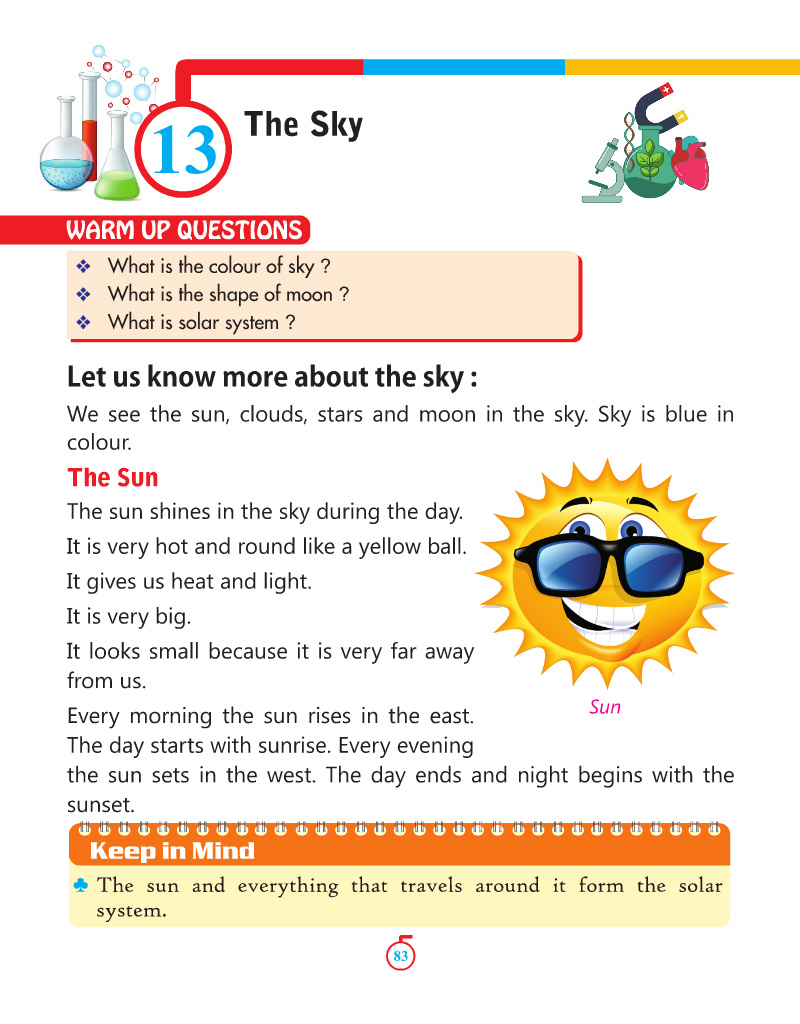 13
The Sky
WARM UP QUESTIONS
❖ What is the colour of sky ?
❖ What is the shape of moon ?
❖ What is solar system ?
Let us know more about the sky :
We see the sun, clouds, stars and moon in the sky. Sky is blue in
colour.
The Sun
The sun shines in the sky during the day.
It is very hot and round like a yellow ball.
It gives us heat and light.
It is very big.
It looks small because it is very far away
from us.
Sun
Every morning the sun rises in the east.
The day starts with sunrise. Every evening
the sun sets in the west. The day ends and night begins with the
sunset.
Keep in Mind
♣ The sun and everything that travels around it form the solar
system.
83